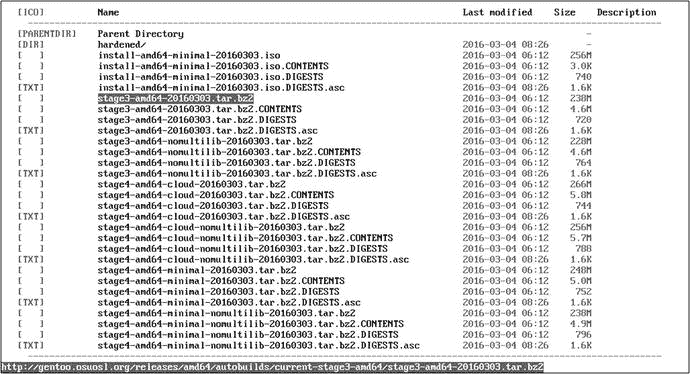 [ICO] Name Last modified Size Description
[PARENTDIR] Parent Directory -
[DIR] hardened/ 2016-03-04 08:26 -
[ ] install-amd64-minimal-20160303.iso 2016-03-04 06:12 256M
[ ] install-amd64-minimal-20160303.iso.CONTENTS 2016-03-04 06:12 3.0K
[ ] install-amd64-minimal-20160303.iso.DIGESTS 2016-03-04 06:12 740
[TXT] install-amd64-minimal-20160303.iso.DIGESTS.asc 2016-03-04 08:26 1.6K
[ ] stage3-amd64-20160303.tar.bz2 2016-03-04 06:12 238M
[ ] stage3-amd64-20160303.tar.bz2.CONTENTS 2016-03-04 06:12 4.6M
[ ] stage3-amd64-20160303.tar.bz2.DIGESTS 2016-03-04 06:12 720
[TXT] stage3-amd64-20160303.tar.bz2.DIGESTS.asc 2016-03-04 08:26 1.6K
[ ] stage3-amd64-nomultilib-20160303.tar.bz2 2016-03-04 06:12 228M
[ ] stage3-amd64-nomultilib-20160303.tar.bz2.CONTENTS 2016-03-04 06:12 4.6M
[ ] stage3-amd64-nomultilib-20160303.tar.bz2.DIGESTS 2016-03-04 06:12 764
[TXT] stage3-amd64-nomultilib-20160303.tar.bz2.DIGESTS.asc 2016-03-04 08:26 1.6K
[ ] stage4-amd64-cloud-20160303.tar.bz2 2016-03-04 06:12 266M
[ ] stage4-amd64-cloud-20160303.tar.bz2.CONTENTS 2016-03-04 06:12 5.8M
[ ] stage4-amd64-cloud-20160303.tar.bz2.DIGESTS 2016-03-04 06:12 744
[TXT] stage4-amd64-cloud-20160303.tar.bz2.DIGESTS.asc 2016-03-04 08:26 1.6K
[ ] stage4-amd64-cloud-nomultilib-20160303.tar.bz2 2016-03-04 06:12 256M
[ ] stage4-amd64-cloud-nomultilib-20160303.tar.bz2.CONTENTS 2016-03-04 06:12 5.7M
[ ] stage4-amd64-cloud-nomultilib-20160303.tar.bz2.DIGESTS 2016-03-04 06:12 788
[TXT] stage4-amd64-cloud-nomultilib-20160303.tar.bz2.DIGESTS.asc 2016-03-04 08:26 1.6K
[ ] stage4-amd64-minimal-20160303.tar.bz2 2016-03-04 06:12 248M
[ ] stage4-amd64-minimal-20160303.tar.bz2.CONTENTS 2016-03-04 06:12 5.0M
[ ] stage4-amd64-minimal-20160303.tar.bz2.DIGESTS 2016-03-04 06:12 752
[TXT] stage4-amd64-minimal-20160303.tar.bz2.DIGESTS.asc 2016-03-04 08:26 1.6K
[ ] stage4-amd64-minimal-nomultilib-20160303.tar.bz2 2016-03-04 06:12 238M
[ ] stage4-amd64-minimal-nomultilib-20160303.tar.bz2.CONTENTS 2016-03-04 06:12 4.9M
[ ] stage4-amd64-minimal-nomultilib-20160303.tar.bz2.DIGESTS 2016-03-04 06:12 796
[TXT] stage4-amd64-minimal-nomultilib-20160303.tar.bz2.DIGESTS.asc 2016-03-04 08:26 1.6K
http://gentoo.osuosl.org/releases/amd64/autobuilds/current-stage3-amd64/stage3-amd64-20160303.tar.bz2